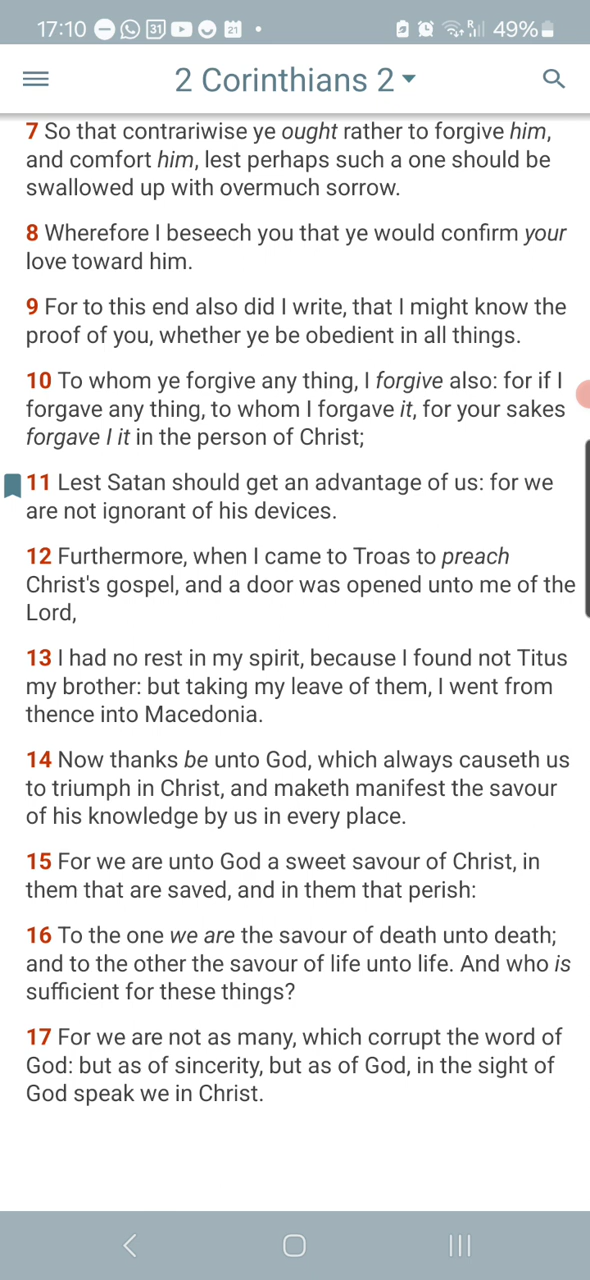 17:10 31 21 • R 49%
2 Corinthians 2
7 So that contrariwise ye ought rather to forgive him,
and comfort him, lest perhaps such a one should be
swallowed up with overmuch sorrow.
8 Wherefore I beseech you that ye would confirm your
love toward him.
9 For to this end also did I write, that I might know the
proof of you, whether ye be obedient in all things.
10 To whom ye forgive any thing, I forgive also: for if I
forgave any thing, to whom I forgave it, for your sakes
forgave I it in the person of Christ;
11 Lest Satan should get an advantage of us: for we
are not ignorant of his devices.
12 Furthermore, when I came to Troas to preach
Christ's gospel, and a door was opened unto me of the
Lord,
13 I had no rest in my spirit, because I found not Titus
my brother: but taking my leave of them, I went from
thence into Macedonia.
14 Now thanks be unto God, which always causeth us
to triumph in Christ, and maketh manifest the savour
of his knowledge by us in every place.
15 For we are unto God a sweet savour of Christ, in
them that are saved, and in them that perish:
16 To the one we are the savour of death unto death;
and to the other the savour of life unto life. And who is
sufficient for these things?
17 For we are not as many, which corrupt the word of
God: but as of sincerity, but as of God, in the sight of
God speak we in Christ.